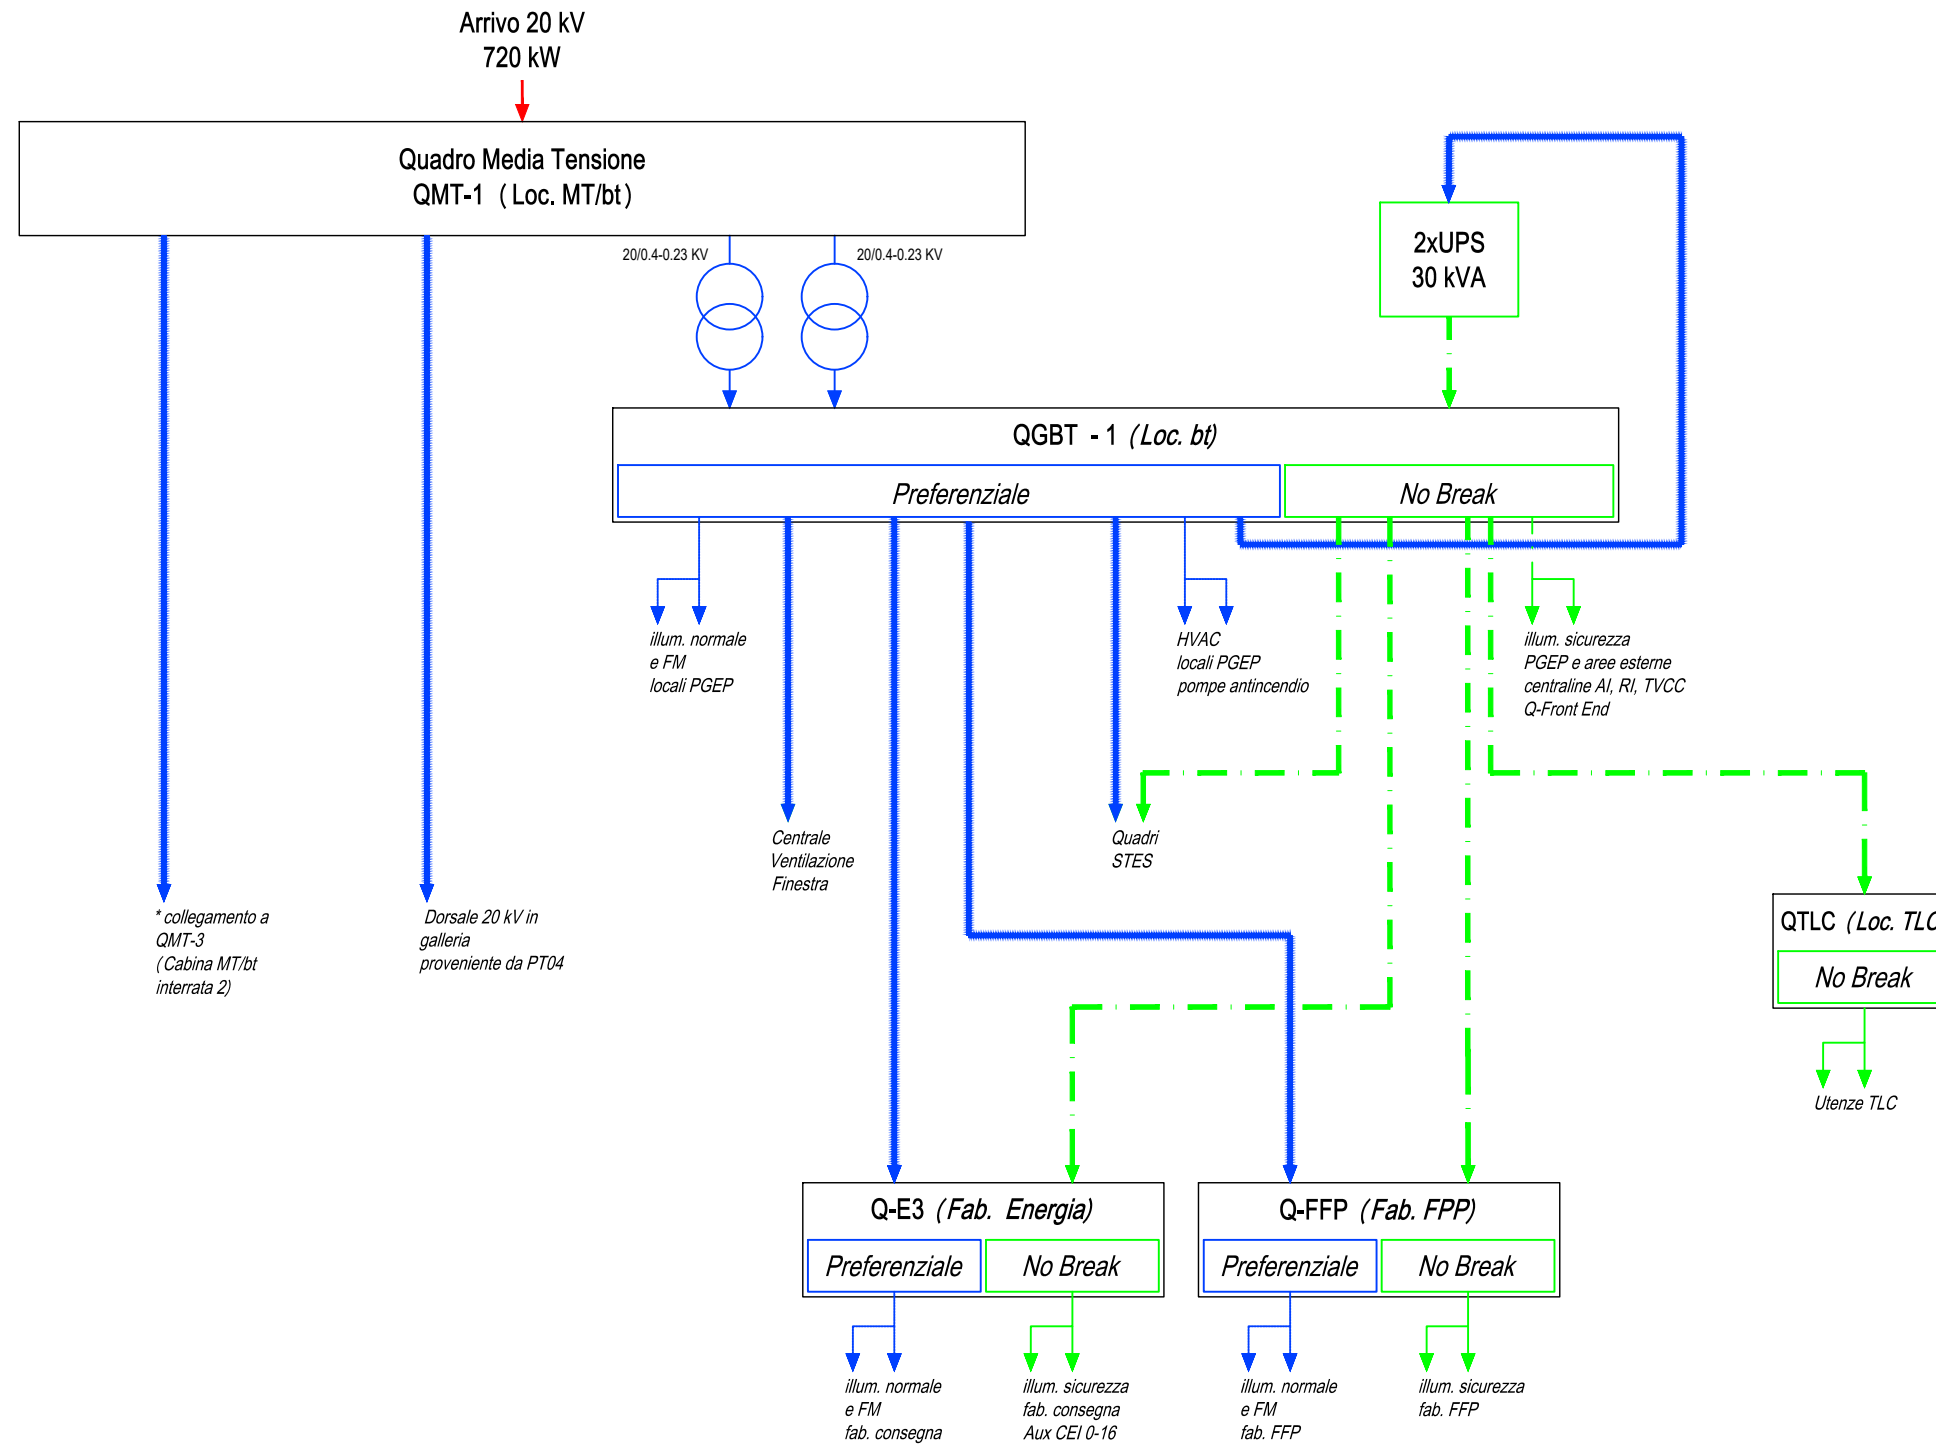 Arrivo 20 kV
720 kW
Quadro Media Tensione
QMT-1 (Loc. MT/bt)
20/0.4-0.23 KV
20/0.4-0.23 KV
2xUPS
30 kVA
QGBT - 1 (Loc. bt)
Preferenziale
No Break
illum. normale
e FM
locali PGEP
HVAC
locali PGEP
pompe antincendio
illum. sicurezza
PGEP e aree esterne
centraline AI, RI, TVCC
Q-Front End
Centrale
Ventilazione
Finestra
Quadri
STES
* collegamento a
QMT-3
(Cabina MT/bt
interrata 2)
Dorsale 20 kV in
galleria
proveniente da PT04
QTLC (Loc. TLC
No Break
Utenze TLC
Q-E3 (Fab. Energia)
Preferenziale
No Break
Q-FFP (Fab. FPP)
Preferenziale
No Break
illum. normale
e FM
fab. consegna
illum. sicurezza
fab. consegna
Aux CEI 0-16
illum. normale
e FM
fab. FFP
illum. sicurezza
fab. FFP